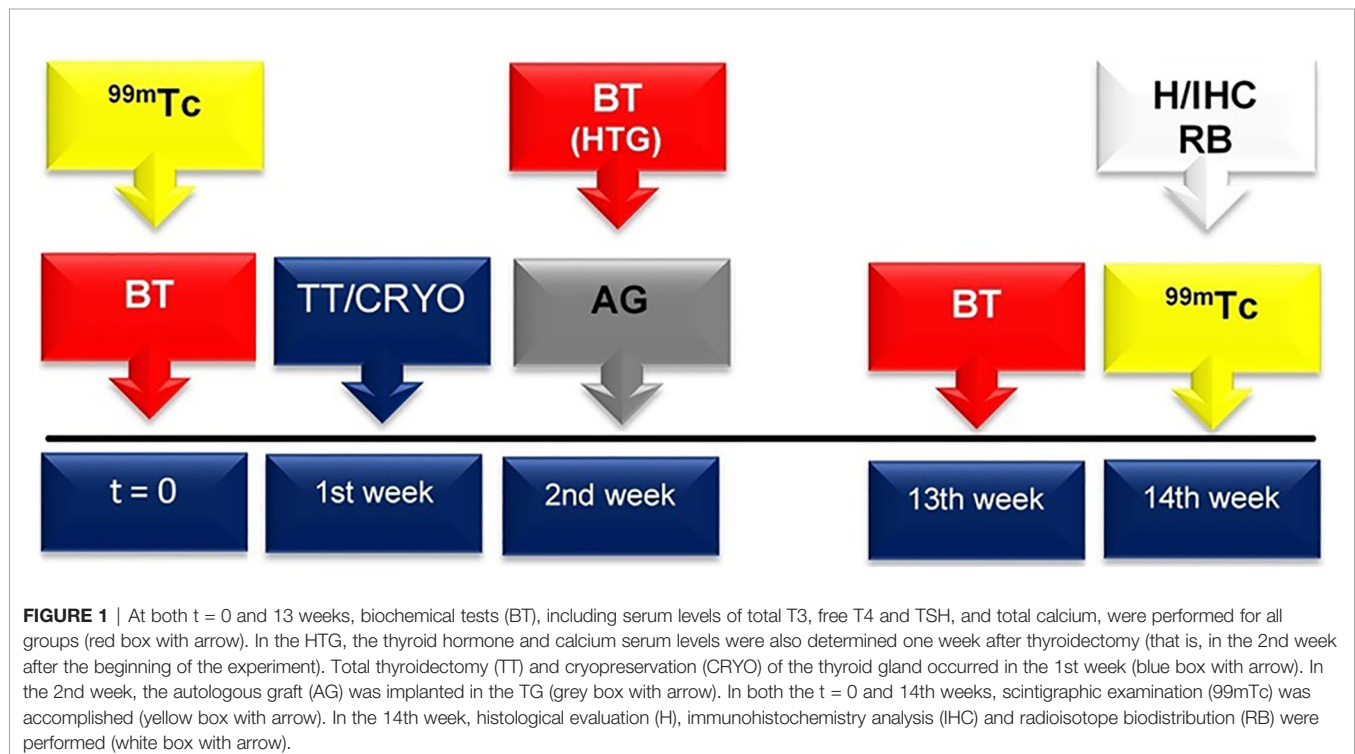 99mTc
BT
(HTG)
H/IHC
RB
BT
TT/CRYO
AG
BT
99mTc
t = 0
1st week
2nd week
13th week
14th week
FIGURE 1 | At both t = 0 and 13 weeks, biochemical tests (BT), including serum levels of total T3, free T4 and TSH, and total calcium, were performed for all
groups (red box with arrow). In the HTG, the thyroid hormone and calcium serum levels were also determined one week after thyroidectomy (that is, in the 2nd week
after the beginning of the experiment). Total thyroidectomy (TT) and cryopreservation (CRYO) of the thyroid gland occurred in the 1st week (blue box with arrow). In
the 2nd week, the autologous graft (AG) was implanted in the TG (grey box with arrow). In both the t = 0 and 14th weeks, scintigraphic examination (99mTc) was
accomplished (yellow box with arrow). In the 14th week, histological evaluation (H), immunohistochemistry analysis (IHC) and radioisotope biodistribution (RB) were
performed (white box with arrow).